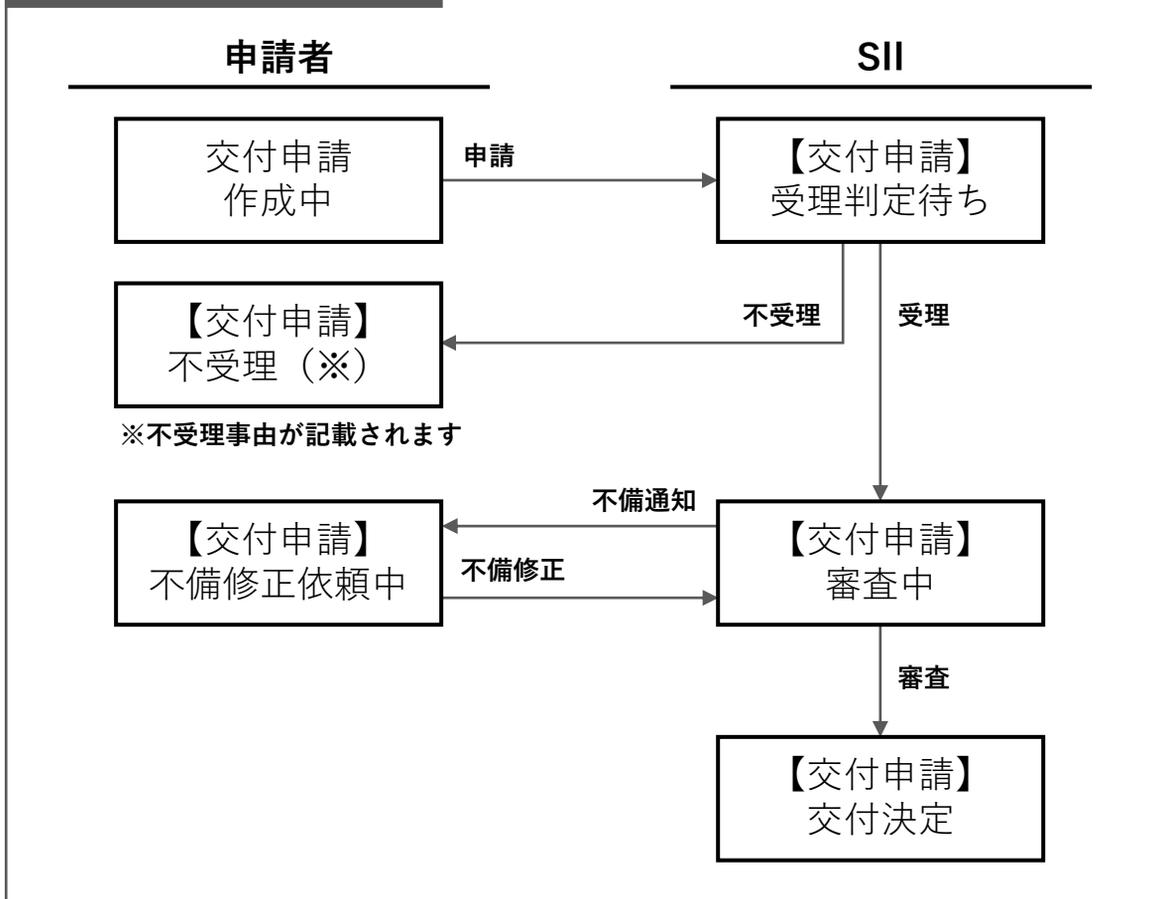 申請者
SII
交付申請
作成中
申請
【交付申請】
受理判定待ち
不受理
受理
【交付申請】
不受理（※）
※不受理事由が記載されます
不備通知
【交付申請】
不備修正依頼中
不備修正
【交付申請】
審査中
審査
【交付申請】
交付決定